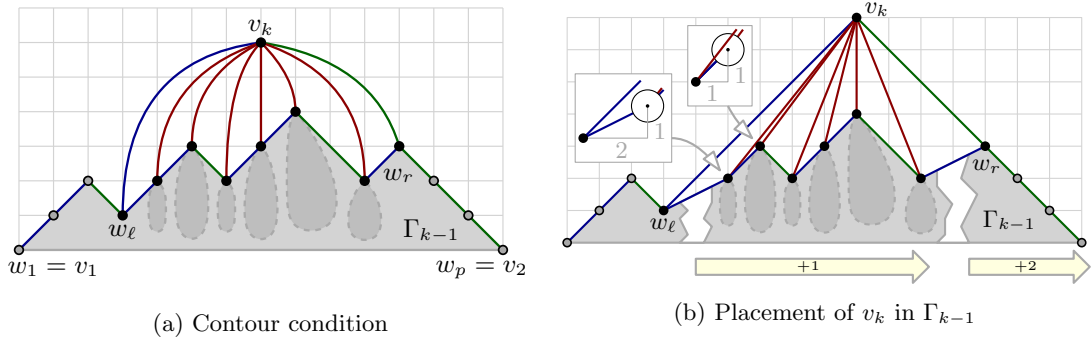 v_k
w_ℓ
w_r
Γ_{k−1}
w_1 = v_1
w_p = v_2
(a) Contour condition
v_k
1
1
1
2
w_r
w_ℓ
Γ_{k−1}
+1
+2
(b) Placement of v_k in Γ_{k−1}